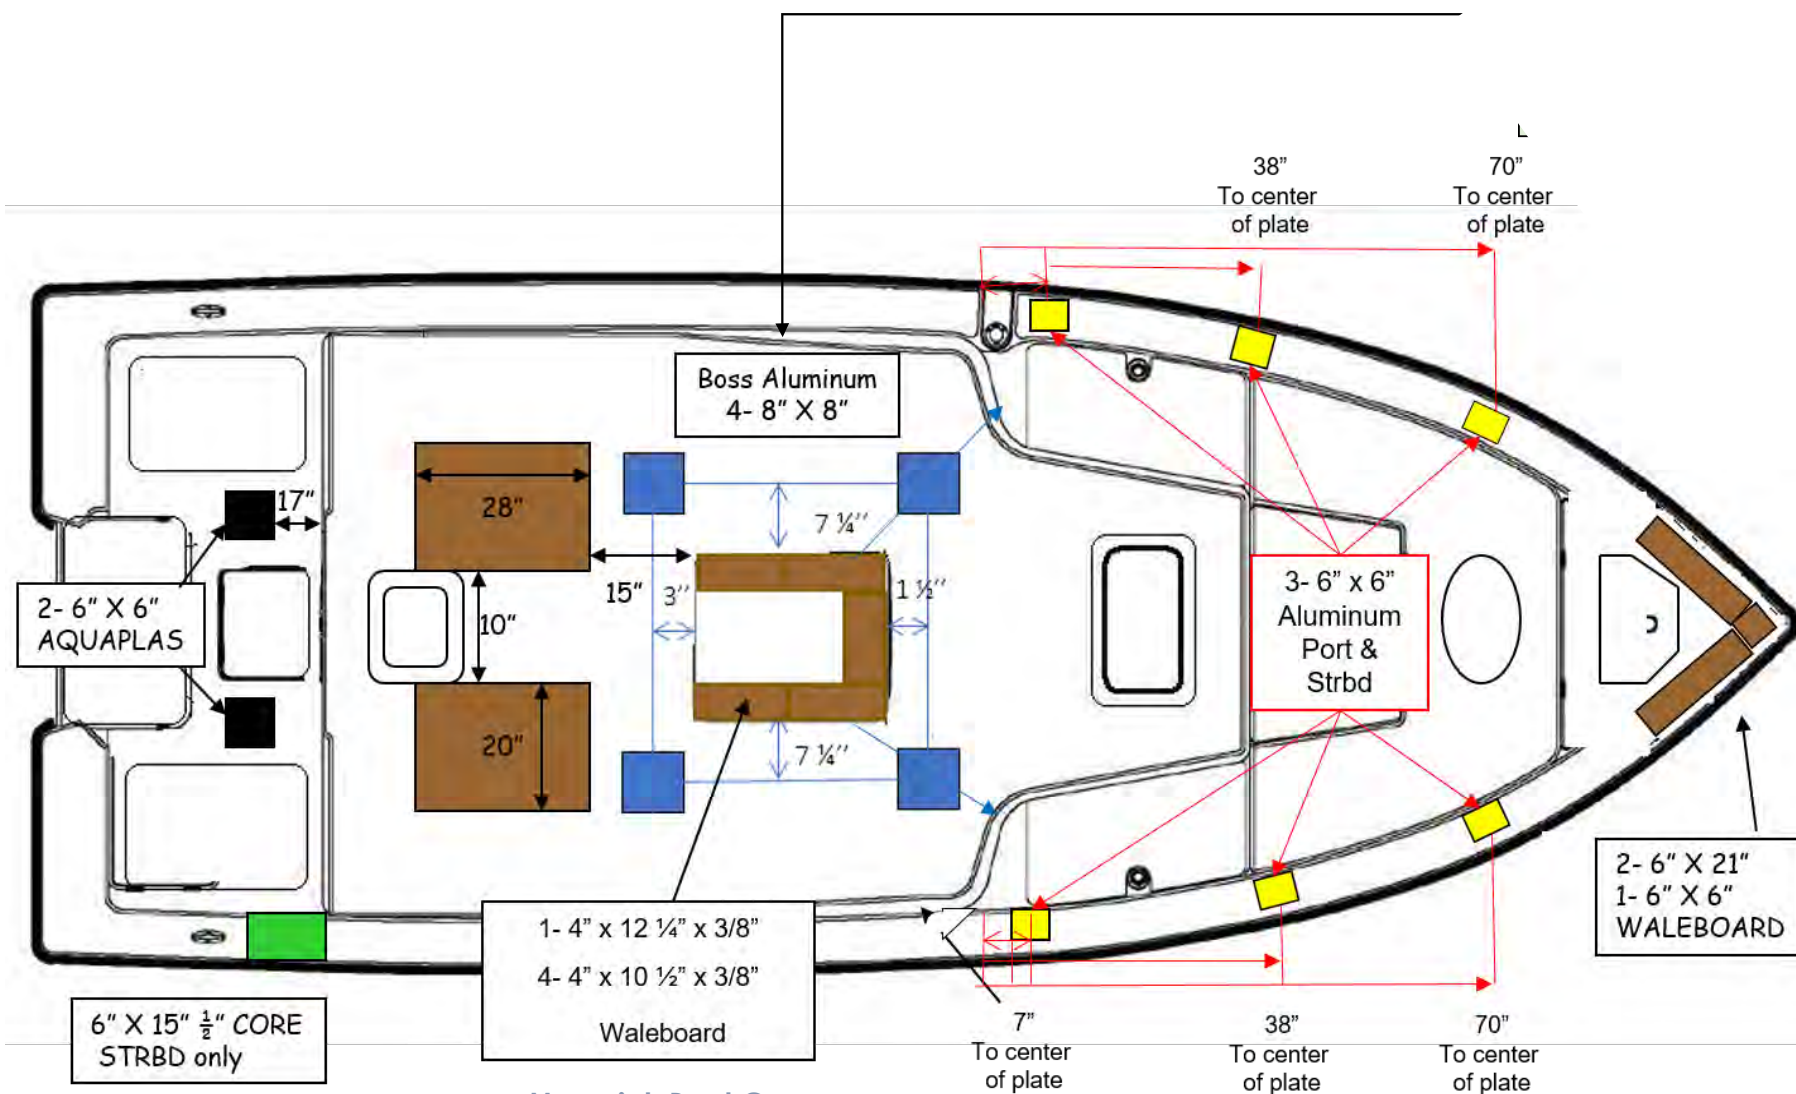 38”
To center
of plate
70”
To center
of plate
Boss Aluminum
4- 8” X 8”
17”
28”
7 ¼’’
15”
3’’
1 ½’’
10”
2- 6” X 6”
AQUAPLAS
3- 6” x 6”
Aluminum
Port &
Strbd
20”
7 ¼’’
2- 6” X 21”
1- 6” X 6”
WALEBOARD
1- 4” x 12 ¼” x 3/8”
4- 4” x 10 ½” x 3/8”
Waleboard
6” X 15” ½” CORE
STRBD only
7”
To center
of plate
38”
To center
of plate
70”
To center
of plate